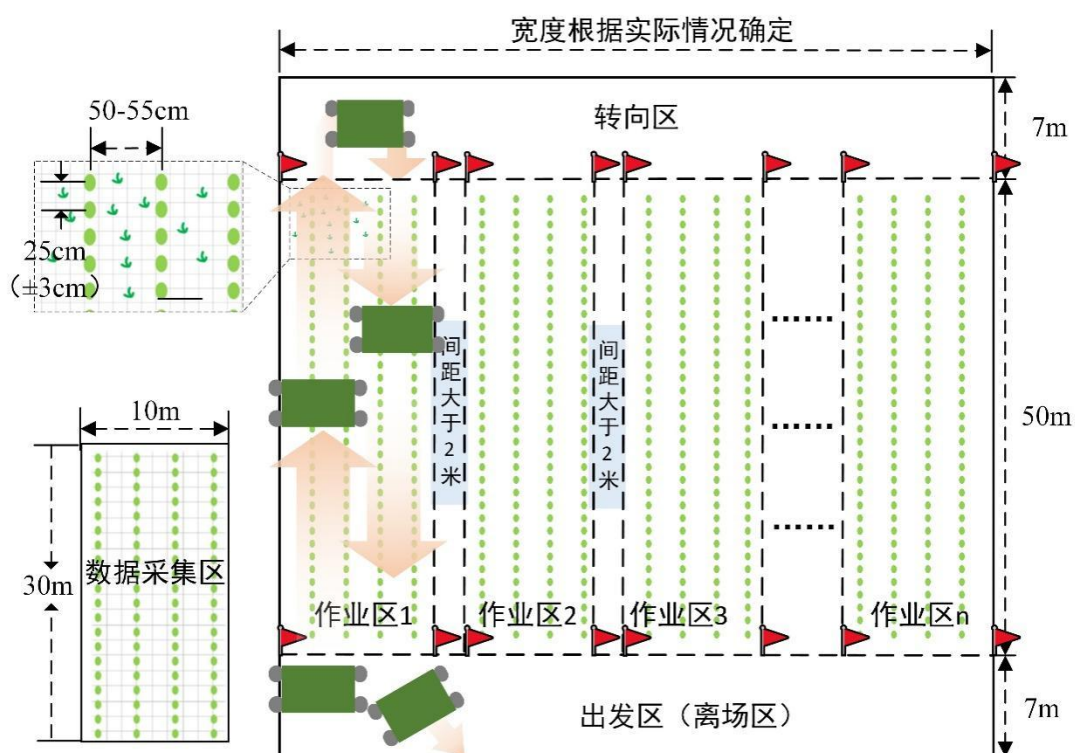 宽度根据实际情况确定
50-55cm
转向区
7m
25cm
（±3cm）
间距大于2米
间距大于2米
50m
10m
30m
数据采集区
......
......
......
作业区1
作业区2
作业区3
作业区n
出发区（离场区）
7m